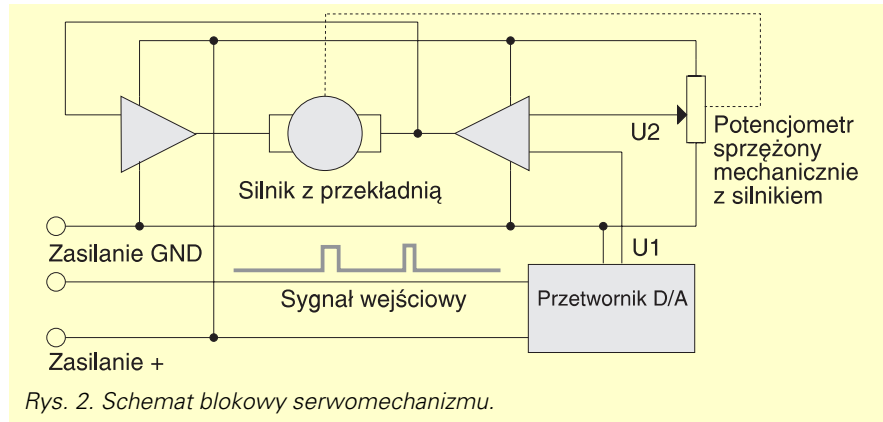 U2
Potencjometr
sprzężony
mechanicznie
z silnikiem
Silnik z przekładnią
Zasilanie GND
U1
Sygnał wejściowy
Przetwornik D/A
Zasilanie +
Rys. 2. Schemat blokowy serwomechanizmu.